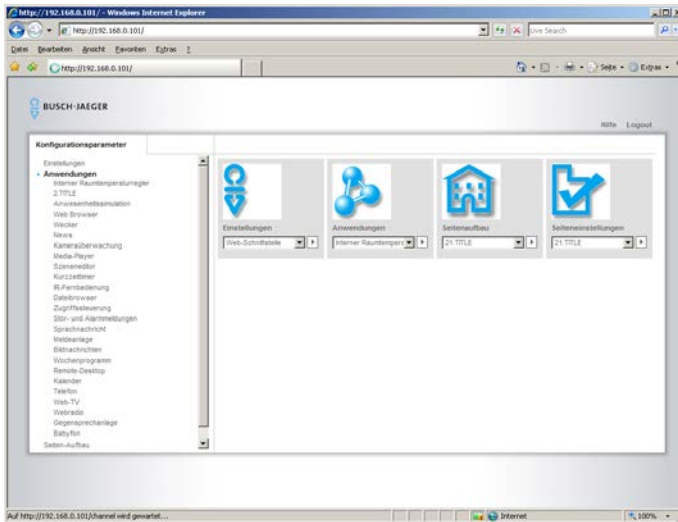 http://192.168.0.101/ - Windows Internet Explorer
http://192.168.0.101/
Live Search
Datei Bearbeiten Ansicht Favoriten Extras ?
http://192.168.0.101/
Seite Extras
BUSCH-JAEGER
Hilfe Logout
Konfigurationsparameter
Einstellungen
Anwendungen
Interner Raumtemperaturregler
2.TITLE
Anwesenheitssimulation
Web Browser
Wecker
News
Kameraüberwachung
Media-Player
Szeneneditor
Kurzzeittimer
IR-Fernbedienung
Dateibrowser
Zugriffssteuerung
Stör- und Alarmmeldungen
Sprachnachricht
Meldeanlage
Bildnachrichten
Wochenprogramm
Remote-Desktop
Kalender
Telefon
Web-TV
Webradio
Gegensprechanlage
Babyfon
Seiten-Aufbau
Einstellungen
Web-Schnittstelle
Anwendungen
Interner Raumtempera
Seitenaufbau
21.TITLE
Seiteneinstellungen
21.TITLE
Auf http://192.168.0.101/channel wird gewartet...
Internet
100%